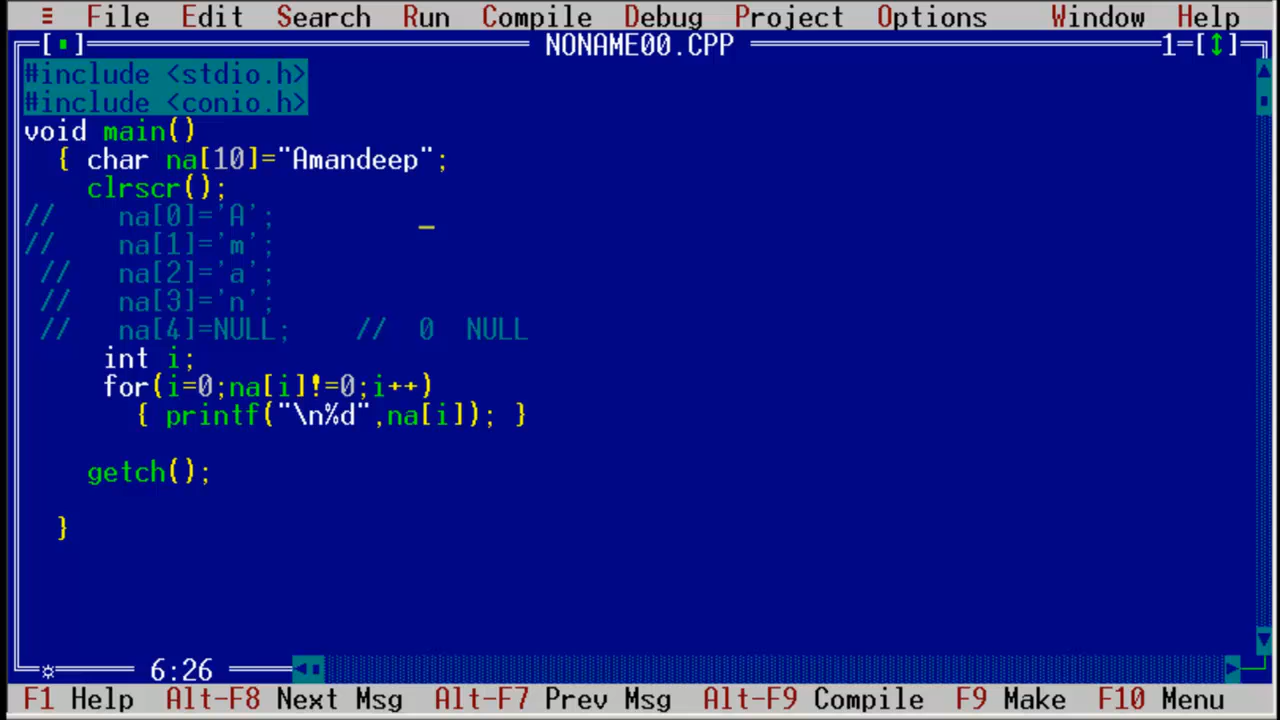 ≡ File Edit Search Run Compile Debug Project Options Window Help
[■] NONAME00.CPP 1=[↕]
#include <stdio.h>
#include <conio.h>
void main()
{ char na[10]="Amandeep";
clrscr();
// na[0]='A';
// na[1]='m';
// na[2]='a';
// na[3]='n';
// na[4]=NULL; // 0 NULL
int i;
for(i=0;na[i]!=0;i++)
{ printf("\n%d",na[i]); }
getch();
}
6:26
F1 Help Alt-F8 Next Msg Alt-F7 Prev Msg Alt-F9 Compile F9 Make F10 Menu